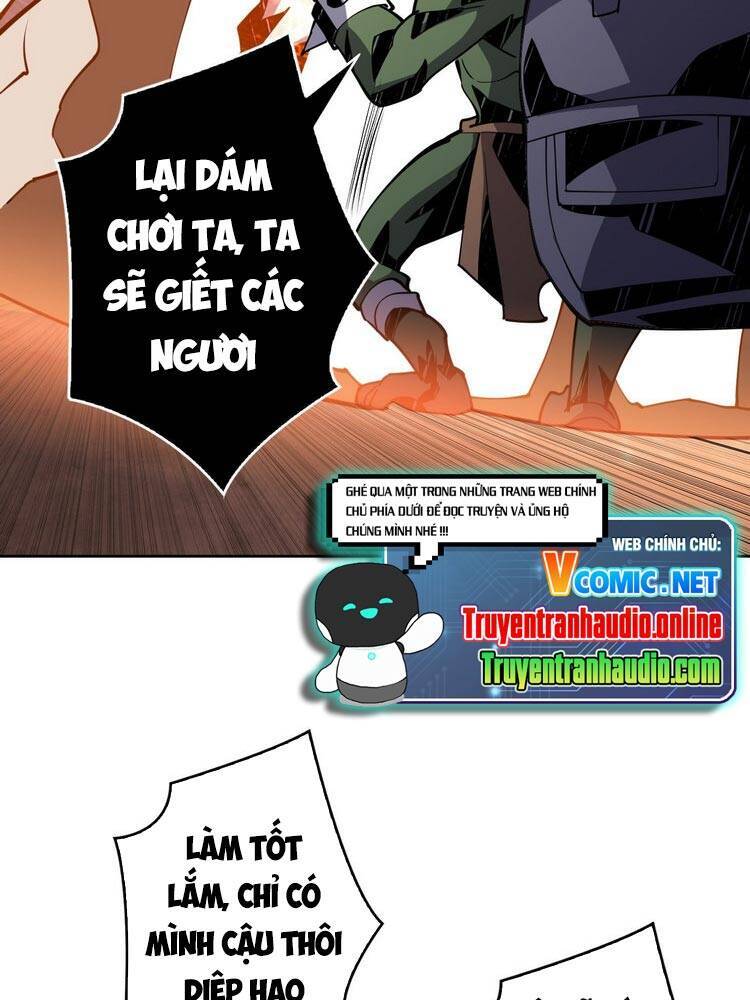 LẠI DÁM
CHƠI TA, TA
SẼ GIẾT CÁC
NGƯƠI
GHÉ QUA MỘT TRONG NHỮNG TRANG WEB CHÍNH
CHỦ PHÍA DƯỚI ĐỂ ĐỌC TRUYỆN VÀ ỦNG HỘ
CHÚNG MÌNH NHÉ !!!
WEB CHÍNH CHỦ:
VCOMIC.NET
Truyentranhaudio.online
Truyentranhaudio.com
LÀM TỐT
LẮM, CHỈ CÓ
MÌNH CẬU THÔI
DIỆP HẠO